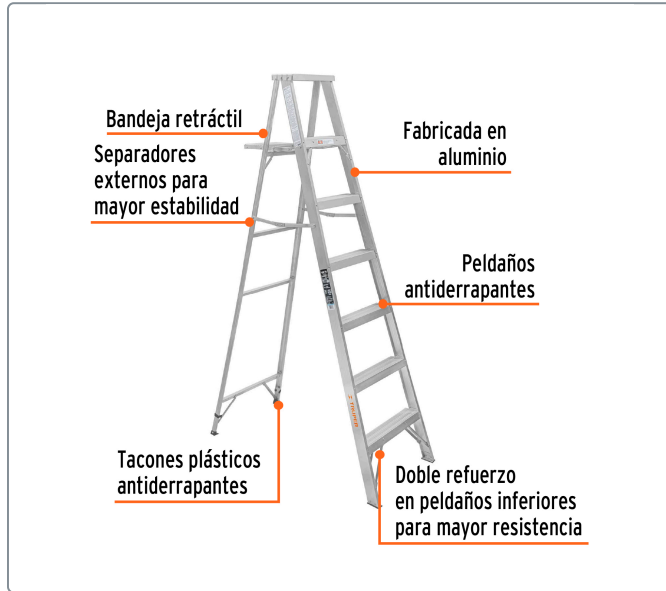 Bandeja retráctil
Separadores
externos para
mayor estabilidad
Fabricada en
aluminio
Peldaños
antiderrapantes
Tacones plásticos
antiderrapantes
Doble refuerzo
en peldaños inferiores
para mayor resistencia